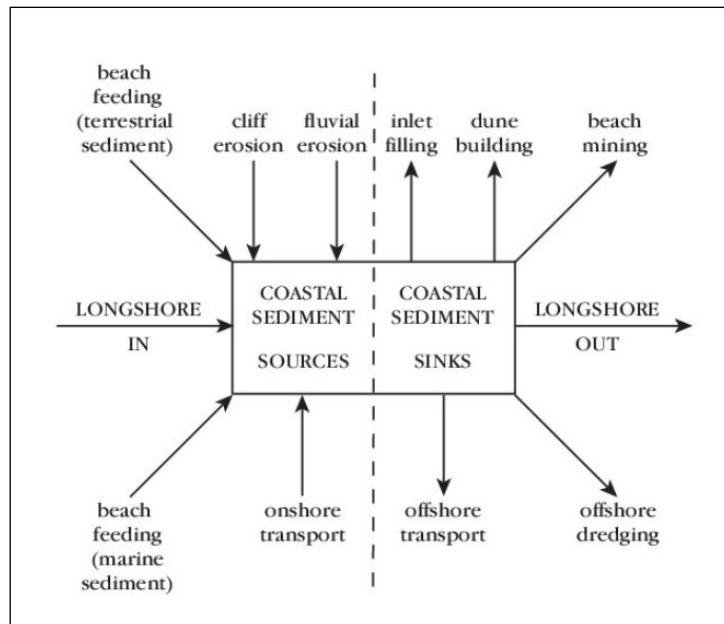 beach
feeding
(terrestrial
sediment)
cliff
erosion
fluvial
erosion
inlet
filling
dune
building
beach
mining
LONGSHORE
IN
COASTAL
SEDIMENT
SOURCES
COASTAL
SEDIMENT
SINKS
LONGSHORE
OUT
beach
feeding
(marine
sediment)
onshore
transport
offshore
transport
offshore
dredging